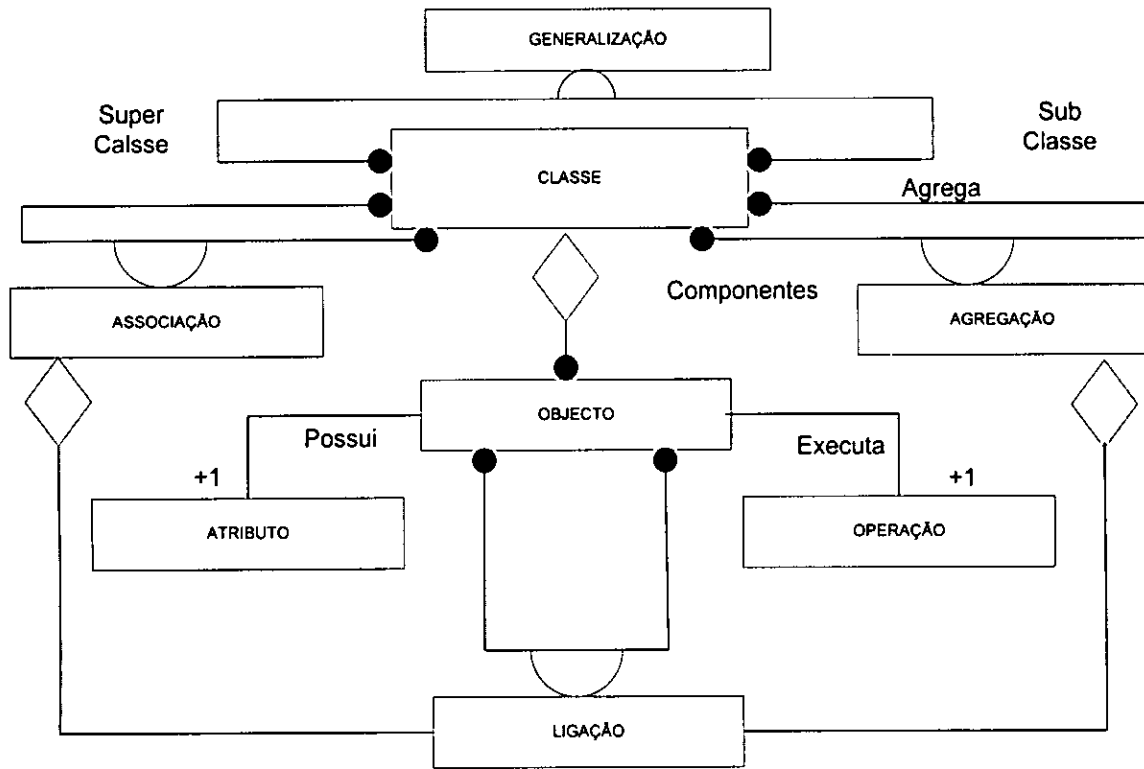 GENERALIZAÇÃO
Super
Calsse
Sub
Classe
CLASSE
Agrega
Componentes
ASSOCIAÇÃO
AGREGAÇÃO
OBJECTO
Possui
Executa
+1
+1
ATRIBUTO
OPERAÇÃO
LIGAÇÃO